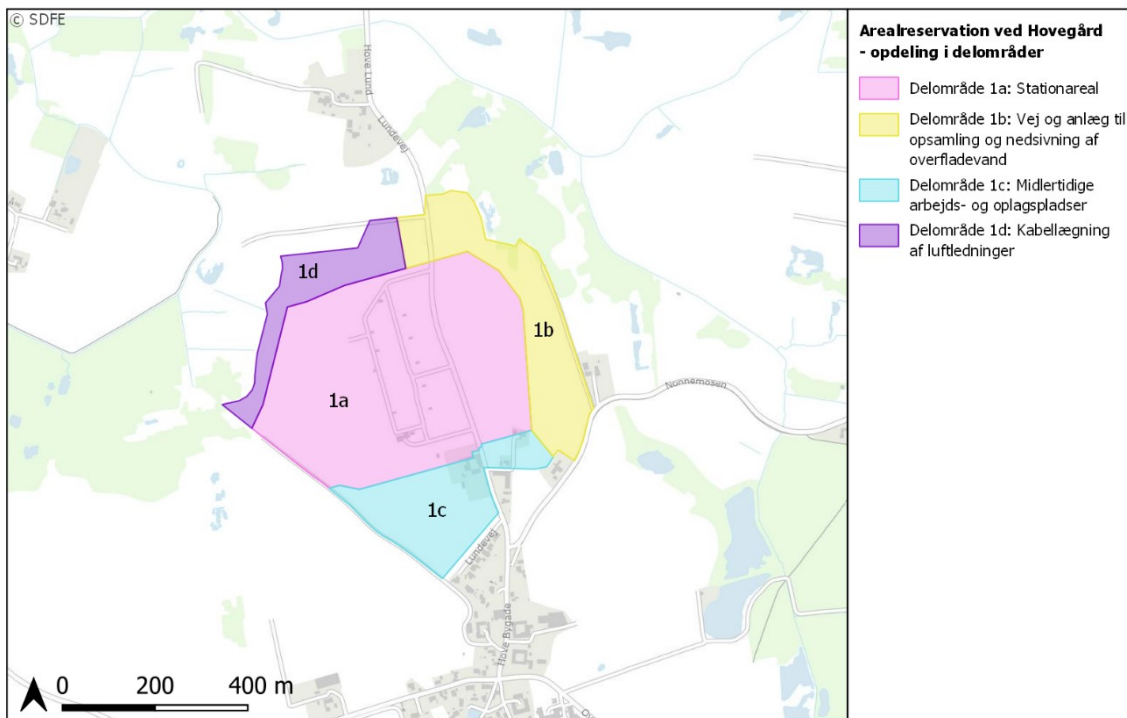 © SDFE
Hove Lund
Lundevej
1d
1b
1a
Nonnemosen
1c
Lundevej
Hove Bygade
0 200 400 m
Arealreservation ved Hovegård
- opdeling i delområder
Delområde 1a: Stationareal
Delområde 1b: Vej og anlæg til
opsamling og nedsivning af
overfladevand
Delområde 1c: Midlertidige
arbejds- og oplagspladser
Delområde 1d: Kabellægning
af luftledninger